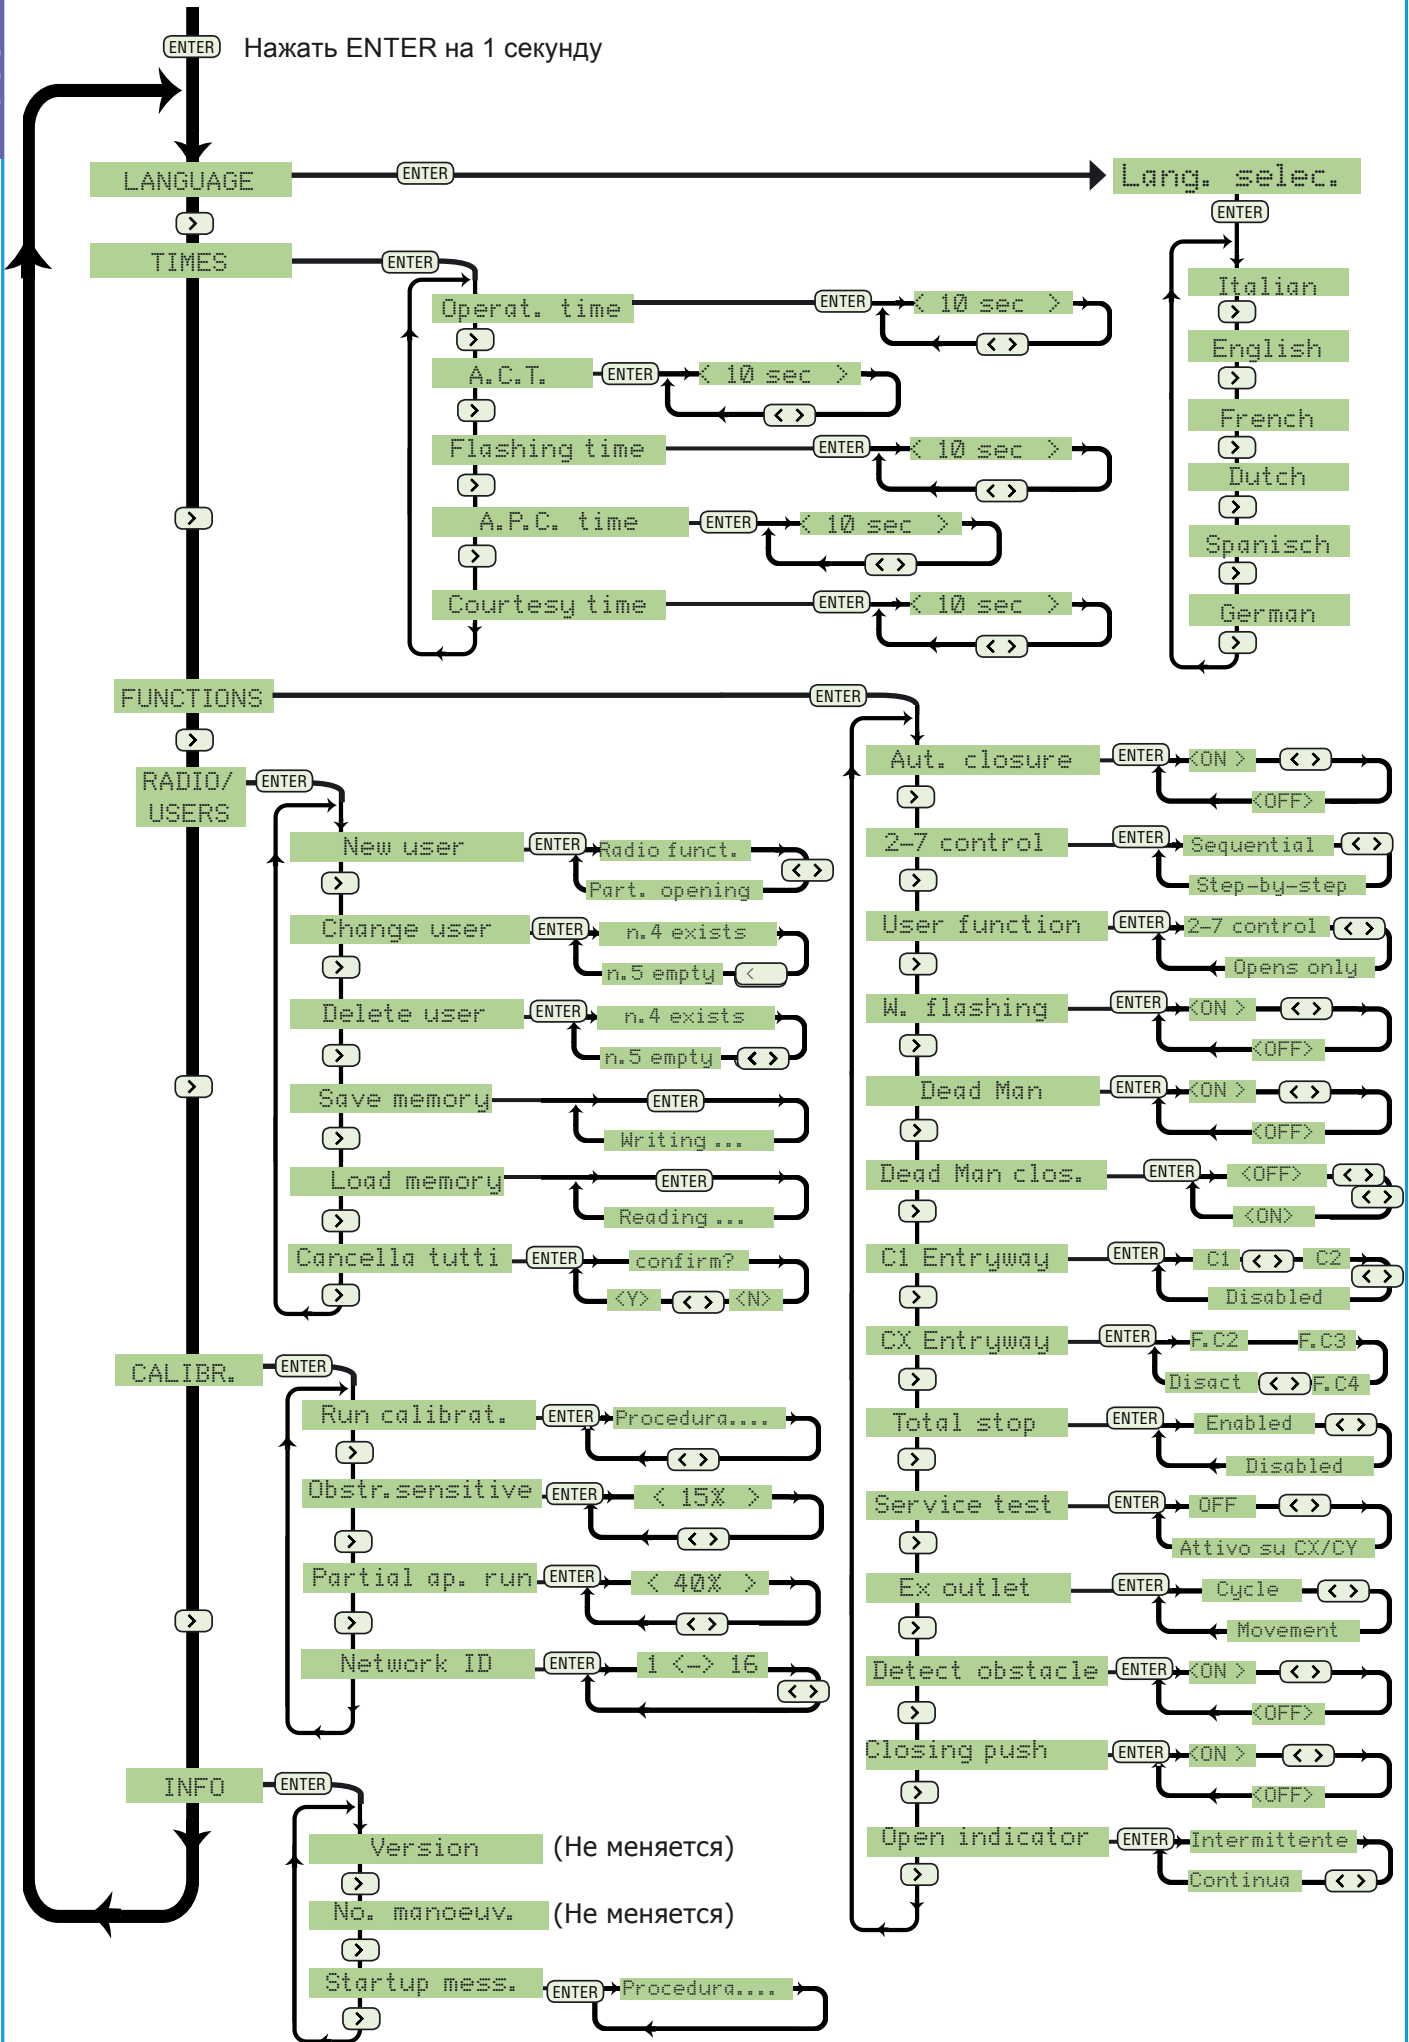 ENTER Нажать ENTER на 1 секунду
LANGUAGE ENTER Lang. selec.
>
ENTER
TIMES ENTER
Italian
>
English
>
French
>
Dutch
>
Spanisch
>
German
>
Operat. time ENTER < 10 sec >
> < >
A.C.T. ENTER < 10 sec >
> < >
Flashing time ENTER < 10 sec >
> < >
>
A.P.C. time ENTER < 10 sec >
> < >
Courtesy time ENTER < 10 sec >
< >
FUNCTIONS ENTER
>
Aut. closure ENTER <ON > < >
> <OFF>
2-7 control ENTER Sequential < >
> Step-by-step
User function ENTER 2-7 control < >
> Opens only
W. flashing ENTER <ON > < >
> <OFF>
Dead Man ENTER <ON > < >
> <OFF>
Dead Man clos. ENTER <OFF> < >
< >
> <ON>
C1 Entryway ENTER C1 < > C2
< >
> Disabled
CX Entryway ENTER F.C2 F.C3
> Disact < > F.C4
Total stop ENTER Enabled < >
> Disabled
Service test ENTER OFF < >
> Attivo su CX/CY
Ex outlet ENTER Cycle < >
> Movement
Detect obstacle ENTER <ON > < >
> <OFF>
Closing push ENTER <ON > < >
> <OFF>
Open indicator ENTER Intermittente
> Continua < >
RADIO/
USERS
ENTER
New user ENTER Radio funct.
< >
> Part. opening
Change user ENTER n.4 exists
> n.5 empty <
Delete user ENTER n.4 exists
> n.5 empty < >
>
Save memory ENTER
> Writing ...
Load memory ENTER
> Reading ...
Cancella tutti ENTER confirm?
> <Y> < > <N>
CALIBR. ENTER
Run calibrat. ENTER Procedura....
> < >
Obstr.sensitive ENTER < 15% >
> < >
Partial ap. run ENTER < 40% >
> < >
>
Network ID ENTER 1 <-> 16
< >
INFO ENTER
Version (Не меняется)
>
No. manoeuv. (Не меняется)
>
Startup mess. ENTER Procedura....
>